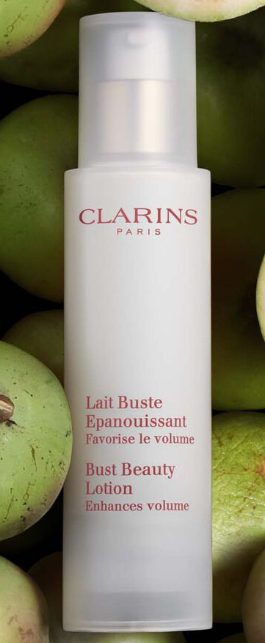 CLARINS
PARIS
Lait Buste
Epanouissant
Favorise le volume
Bust Beauty
Lotion
Enhances volume